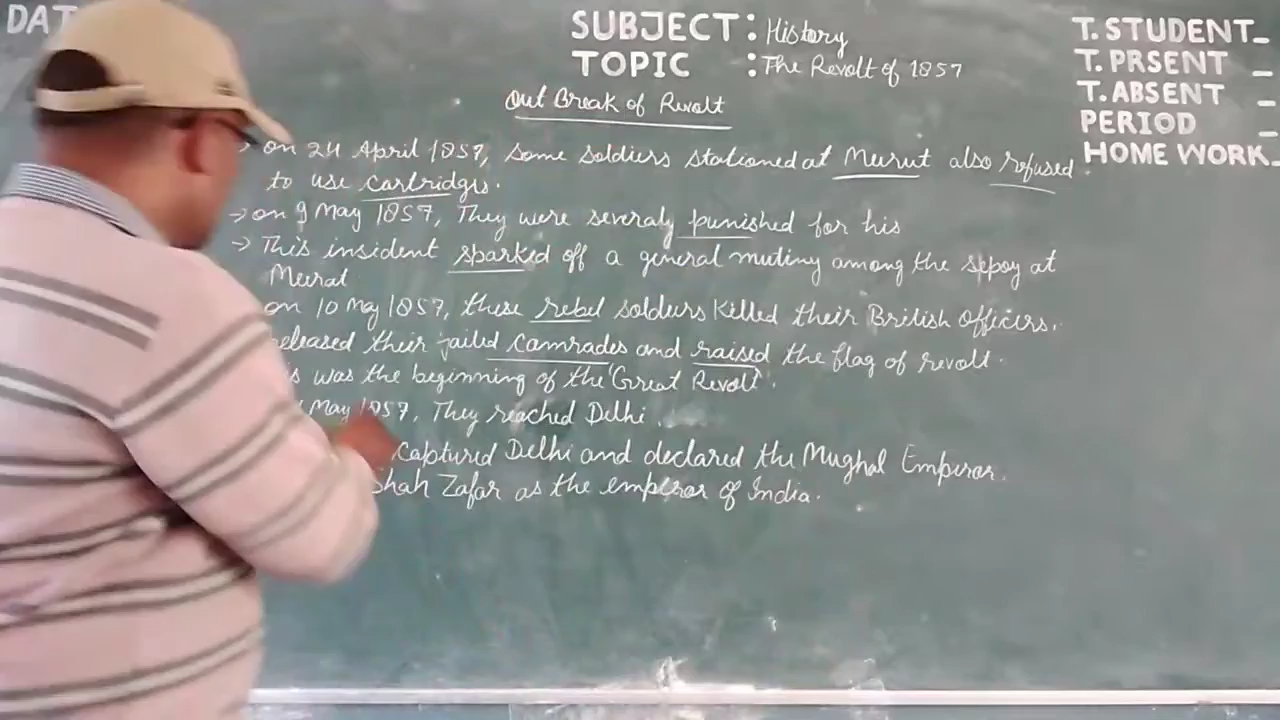 DAT
SUBJECT : History
TOPIC : The Revolt of 1857
T. STUDENT_
T. PRSENT _
T. ABSENT _
PERIOD _
HOME WORK_
Out Break of Revolt
on 24 April 1857, some soldiers stationed at Meerut also refused
to use cartridges.
→ on 9 May 1857, They were severaly punished for his
→ This insident sparked off a general mutiny among the sepoy at
Meerat
on 10 May 1857, these rebel soldiers killed their British Officers.
released their jailed camrades and raised the flag of revolt.
was the beginning of the 'Great Revolt'.
May 1857, They reached Delhi.
captured Delhi and declared the Mughal Emperor.
Shah Zafar as the emperor of India.